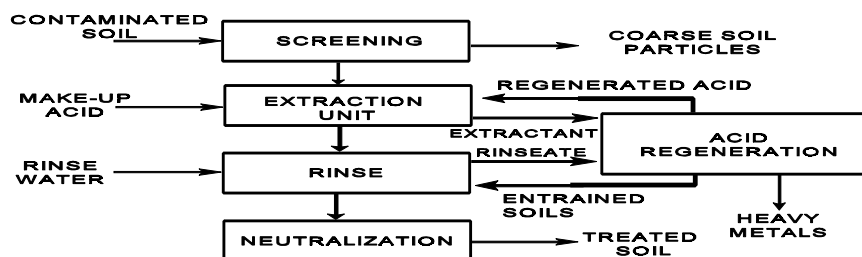 CONTAMINATED
SOIL
SCREENING
COARSE SOIL
PARTICLES
MAKE-UP
ACID
EXTRACTION
UNIT
REGENERATED ACID
EXTRACTANT
ACID
REGENERATION
RINSE
WATER
RINSE
RINSEATE
ENTRAINED
SOILS
HEAVY
METALS
NEUTRALIZATION
TREATED
SOIL